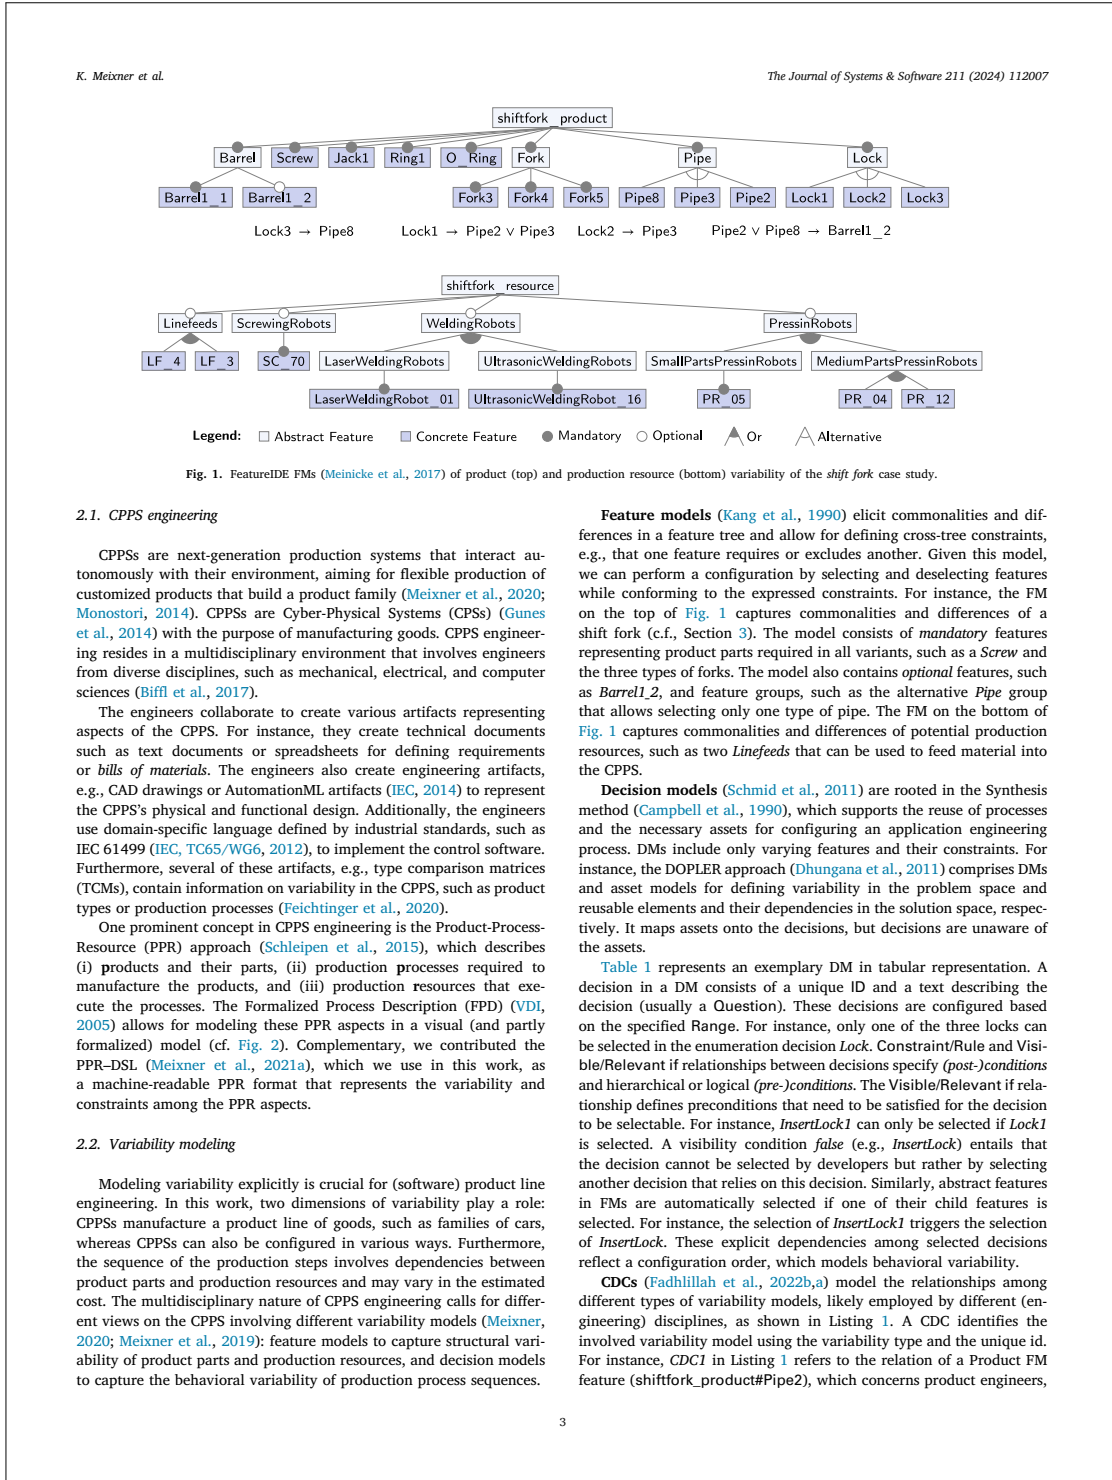 K. Meixner et al.
The Journal of Systems & Software 211 (2024) 112007
shiftfork_product
Barrel Screw Jack1 Ring1 O_Ring Fork Pipe Lock
Barrel1_1 Barrel1_2 Fork3 Fork4 Fork5 Pipe8 Pipe3 Pipe2 Lock1 Lock2 Lock3
Lock3 → Pipe8 Lock1 → Pipe2 ∨ Pipe3 Lock2 → Pipe3 Pipe2 ∨ Pipe8 → Barrel1_2
shiftfork_resource
Linefeeds ScrewingRobots WeldingRobots PressinRobots
LF_4 LF_3 SC_70 LaserWeldingRobots UltrasonicWeldingRobots SmallPartsPressinRobots MediumPartsPressinRobots
LaserWeldingRobot_01 UltrasonicWeldingRobot_16 PR_05 PR_04 PR_12
Legend: Abstract Feature Concrete Feature Mandatory Optional Or Alternative
Fig. 1. FeatureIDE FMs (Meinicke et al., 2017) of product (top) and production resource (bottom) variability of the shift fork case study.
2.1. CPPS engineering
CPPSs are next-generation production systems that interact au-
tonomously with their environment, aiming for flexible production of
customized products that build a product family (Meixner et al., 2020;
Monostori, 2014). CPPSs are Cyber-Physical Systems (CPSs) (Gunes
et al., 2014) with the purpose of manufacturing goods. CPPS engineer-
ing resides in a multidisciplinary environment that involves engineers
from diverse disciplines, such as mechanical, electrical, and computer
sciences (Biffl et al., 2017).
The engineers collaborate to create various artifacts representing
aspects of the CPPS. For instance, they create technical documents
such as text documents or spreadsheets for defining requirements
or bills of materials. The engineers also create engineering artifacts,
e.g., CAD drawings or AutomationML artifacts (IEC, 2014) to represent
the CPPS's physical and functional design. Additionally, the engineers
use domain-specific language defined by industrial standards, such as
IEC 61499 (IEC, TC65/WG6, 2012), to implement the control software.
Furthermore, several of these artifacts, e.g., type comparison matrices
(TCMs), contain information on variability in the CPPS, such as product
types or production processes (Feichtinger et al., 2020).
One prominent concept in CPPS engineering is the Product-Process-
Resource (PPR) approach (Schleipen et al., 2015), which describes
(i) products and their parts, (ii) production processes required to
manufacture the products, and (iii) production resources that exe-
cute the processes. The Formalized Process Description (FPD) (VDI,
2005) allows for modeling these PPR aspects in a visual (and partly
formalized) model (cf. Fig. 2). Complementary, we contributed the
PPR–DSL (Meixner et al., 2021a), which we use in this work, as
a machine-readable PPR format that represents the variability and
constraints among the PPR aspects.
2.2. Variability modeling
Modeling variability explicitly is crucial for (software) product line
engineering. In this work, two dimensions of variability play a role:
CPPSs manufacture a product line of goods, such as families of cars,
whereas CPPSs can also be configured in various ways. Furthermore,
the sequence of the production steps involves dependencies between
product parts and production resources and may vary in the estimated
cost. The multidisciplinary nature of CPPS engineering calls for differ-
ent views on the CPPS involving different variability models (Meixner,
2020; Meixner et al., 2019): feature models to capture structural vari-
ability of product parts and production resources, and decision models
to capture the behavioral variability of production process sequences.
Feature models (Kang et al., 1990) elicit commonalities and dif-
ferences in a feature tree and allow for defining cross-tree constraints,
e.g., that one feature requires or excludes another. Given this model,
we can perform a configuration by selecting and deselecting features
while conforming to the expressed constraints. For instance, the FM
on the top of Fig. 1 captures commonalities and differences of a
shift fork (c.f., Section 3). The model consists of mandatory features
representing product parts required in all variants, such as a Screw and
the three types of forks. The model also contains optional features, such
as Barrel1_2, and feature groups, such as the alternative Pipe group
that allows selecting only one type of pipe. The FM on the bottom of
Fig. 1 captures commonalities and differences of potential production
resources, such as two Linefeeds that can be used to feed material into
the CPPS.
Decision models (Schmid et al., 2011) are rooted in the Synthesis
method (Campbell et al., 1990), which supports the reuse of processes
and the necessary assets for configuring an application engineering
process. DMs include only varying features and their constraints. For
instance, the DOPLER approach (Dhungana et al., 2011) comprises DMs
and asset models for defining variability in the problem space and
reusable elements and their dependencies in the solution space, respec-
tively. It maps assets onto the decisions, but decisions are unaware of
the assets.
Table 1 represents an exemplary DM in tabular representation. A
decision in a DM consists of a unique ID and a text describing the
decision (usually a Question). These decisions are configured based
on the specified Range. For instance, only one of the three locks can
be selected in the enumeration decision Lock. Constraint/Rule and Visi-
ble/Relevant if relationships between decisions specify (post-)conditions
and hierarchical or logical (pre-)conditions. The Visible/Relevant if rela-
tionship defines preconditions that need to be satisfied for the decision
to be selectable. For instance, InsertLock1 can only be selected if Lock1
is selected. A visibility condition false (e.g., InsertLock) entails that
the decision cannot be selected by developers but rather by selecting
another decision that relies on this decision. Similarly, abstract features
in FMs are automatically selected if one of their child features is
selected. For instance, the selection of InsertLock1 triggers the selection
of InsertLock. These explicit dependencies among selected decisions
reflect a configuration order, which models behavioral variability.
CDCs (Fadhlillah et al., 2022b,a) model the relationships among
different types of variability models, likely employed by different (en-
gineering) disciplines, as shown in Listing 1. A CDC identifies the
involved variability model using the variability type and the unique id.
For instance, CDC1 in Listing 1 refers to the relation of a Product FM
feature (shiftfork_product#Pipe2), which concerns product engineers,
3